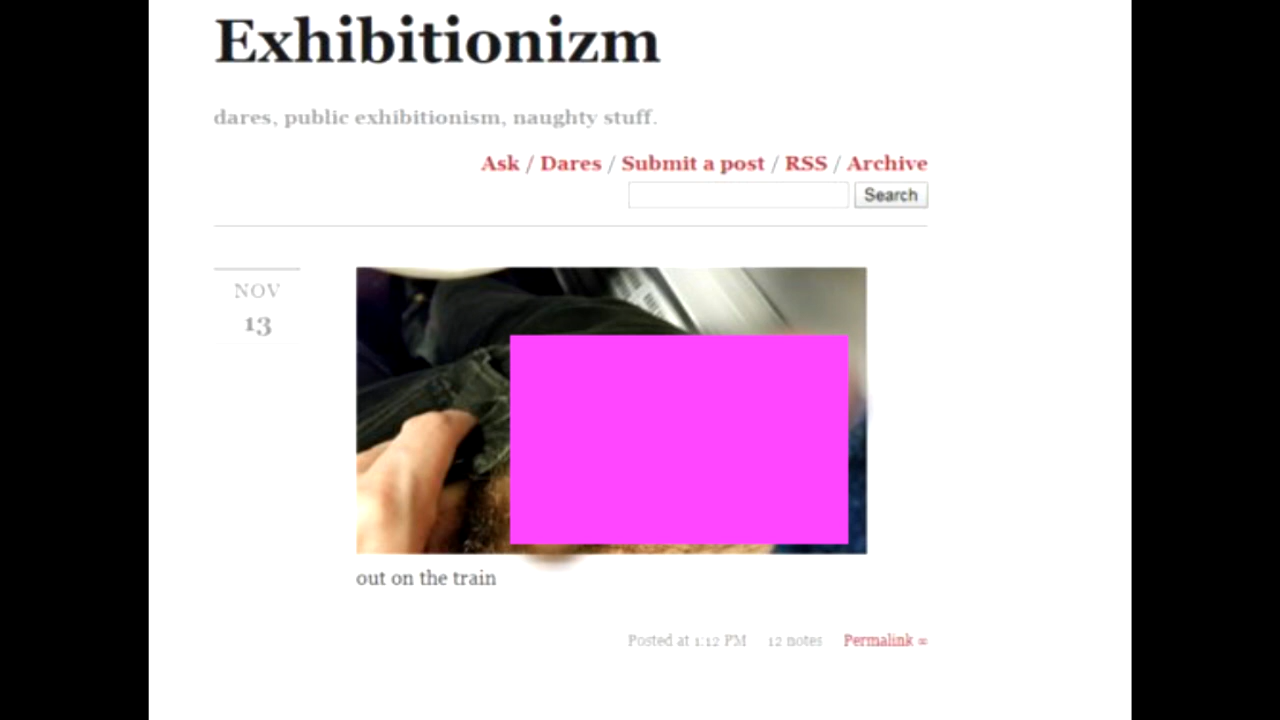 Exhibitionizm
dares, public exhibitionism, naughty stuff.
Ask / Dares / Submit a post / RSS / Archive
Search
NOV
13
out on the train
Posted at 1:12 PM 12 notes Permalink ∞